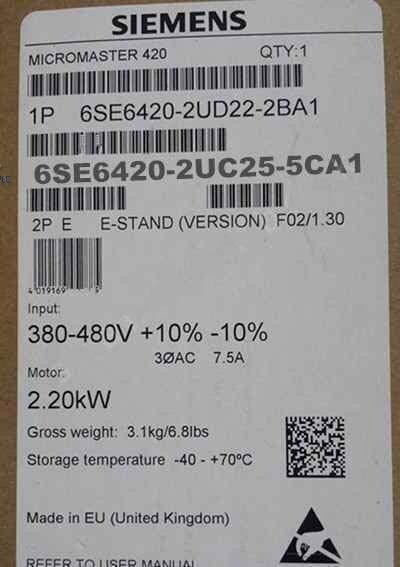 SIEMENS
MICROMASTER 420 QTY:1
1P 6SE6420-2UD22-2BA1
6SE6420-2UC25-5CA1
2P E E-STAND (VERSION) F02/1.30
4 019169
Input:
380-480V +10% -10%
3ØAC 7.5A
Motor:
2.20kW
Gross weight: 3.1kg/6.8lbs
Storage temperature -40 - +70ºC
Made in EU (United Kingdom)
REFER TO USER MANUAL